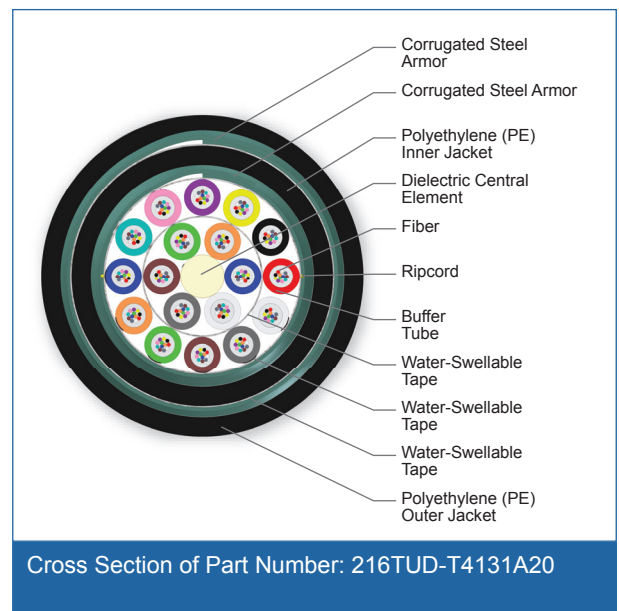 Corrugated Steel
Armor
Corrugated Steel Armor
Polyethylene (PE)
Inner Jacket
Dielectric Central
Element
Fiber
Ripcord
Buffer
Tube
Water-Swellable
Tape
Water-Swellable
Tape
Water-Swellable
Tape
Polyethylene (PE)
Outer Jacket
Cross Section of Part Number: 216TUD-T4131A20